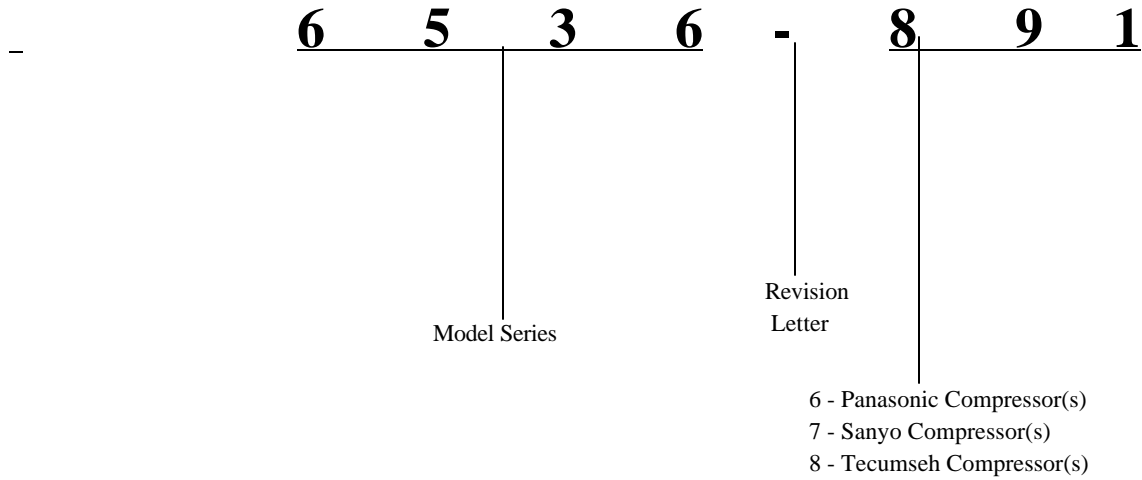 6 5 3 6 - 8 9 1
Model Series
Revision
Letter
6 - Panasonic Compressor(s)
7 - Sanyo Compressor(s)
8 - Tecumseh Compressor(s)